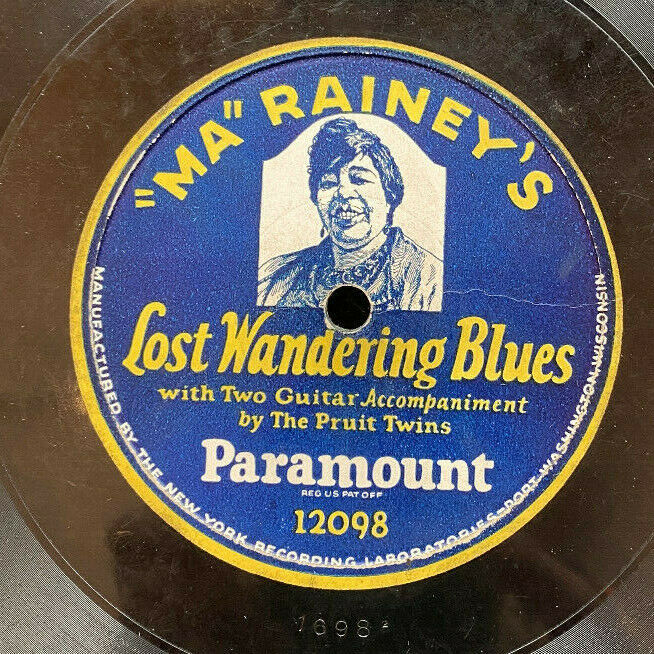 "MA" RAINEY'S
Lost Wandering Blues
with Two Guitar Accompaniment
by The Pruit Twins
Paramount
REG US PAT OFF
12098
MANUFACTURED BY THE NEW YORK RECORDING LABORATORIES-PORT WASHINGTON-WISCONSIN
1698²